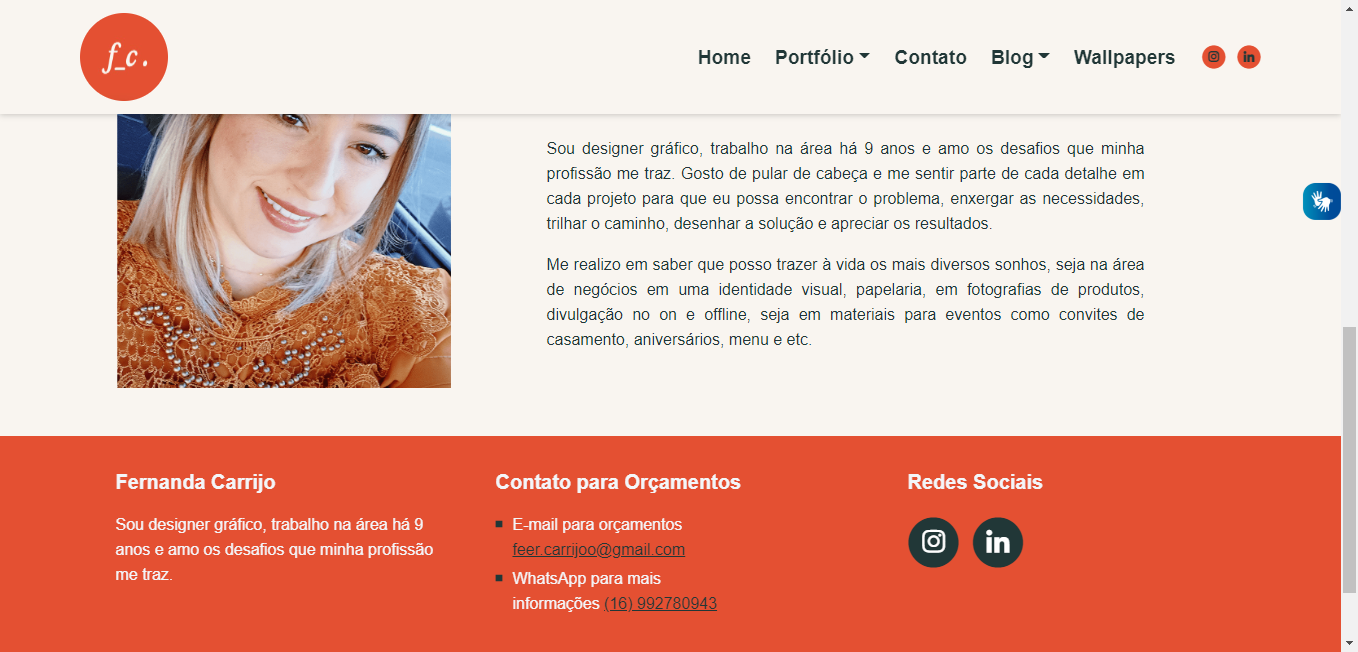 f_c.
Home Portfólio Contato Blog Wallpapers
Sou designer gráfico, trabalho na área há 9 anos e amo os desafios que minha
profissão me traz. Gosto de pular de cabeça e me sentir parte de cada detalhe em
cada projeto para que eu possa encontrar o problema, enxergar as necessidades,
trilhar o caminho, desenhar a solução e apreciar os resultados.
Me realizo em saber que posso trazer à vida os mais diversos sonhos, seja na área
de negócios em uma identidade visual, papelaria, em fotografias de produtos,
divulgação no on e offline, seja em materiais para eventos como convites de
casamento, aniversários, menu e etc.
Fernanda Carrijo
Sou designer gráfico, trabalho na área há 9
anos e amo os desafios que minha profissão
me traz.
Contato para Orçamentos
E-mail para orçamentos
feer.carrijoo@gmail.com
WhatsApp para mais
informações (16) 992780943
Redes Sociais
in